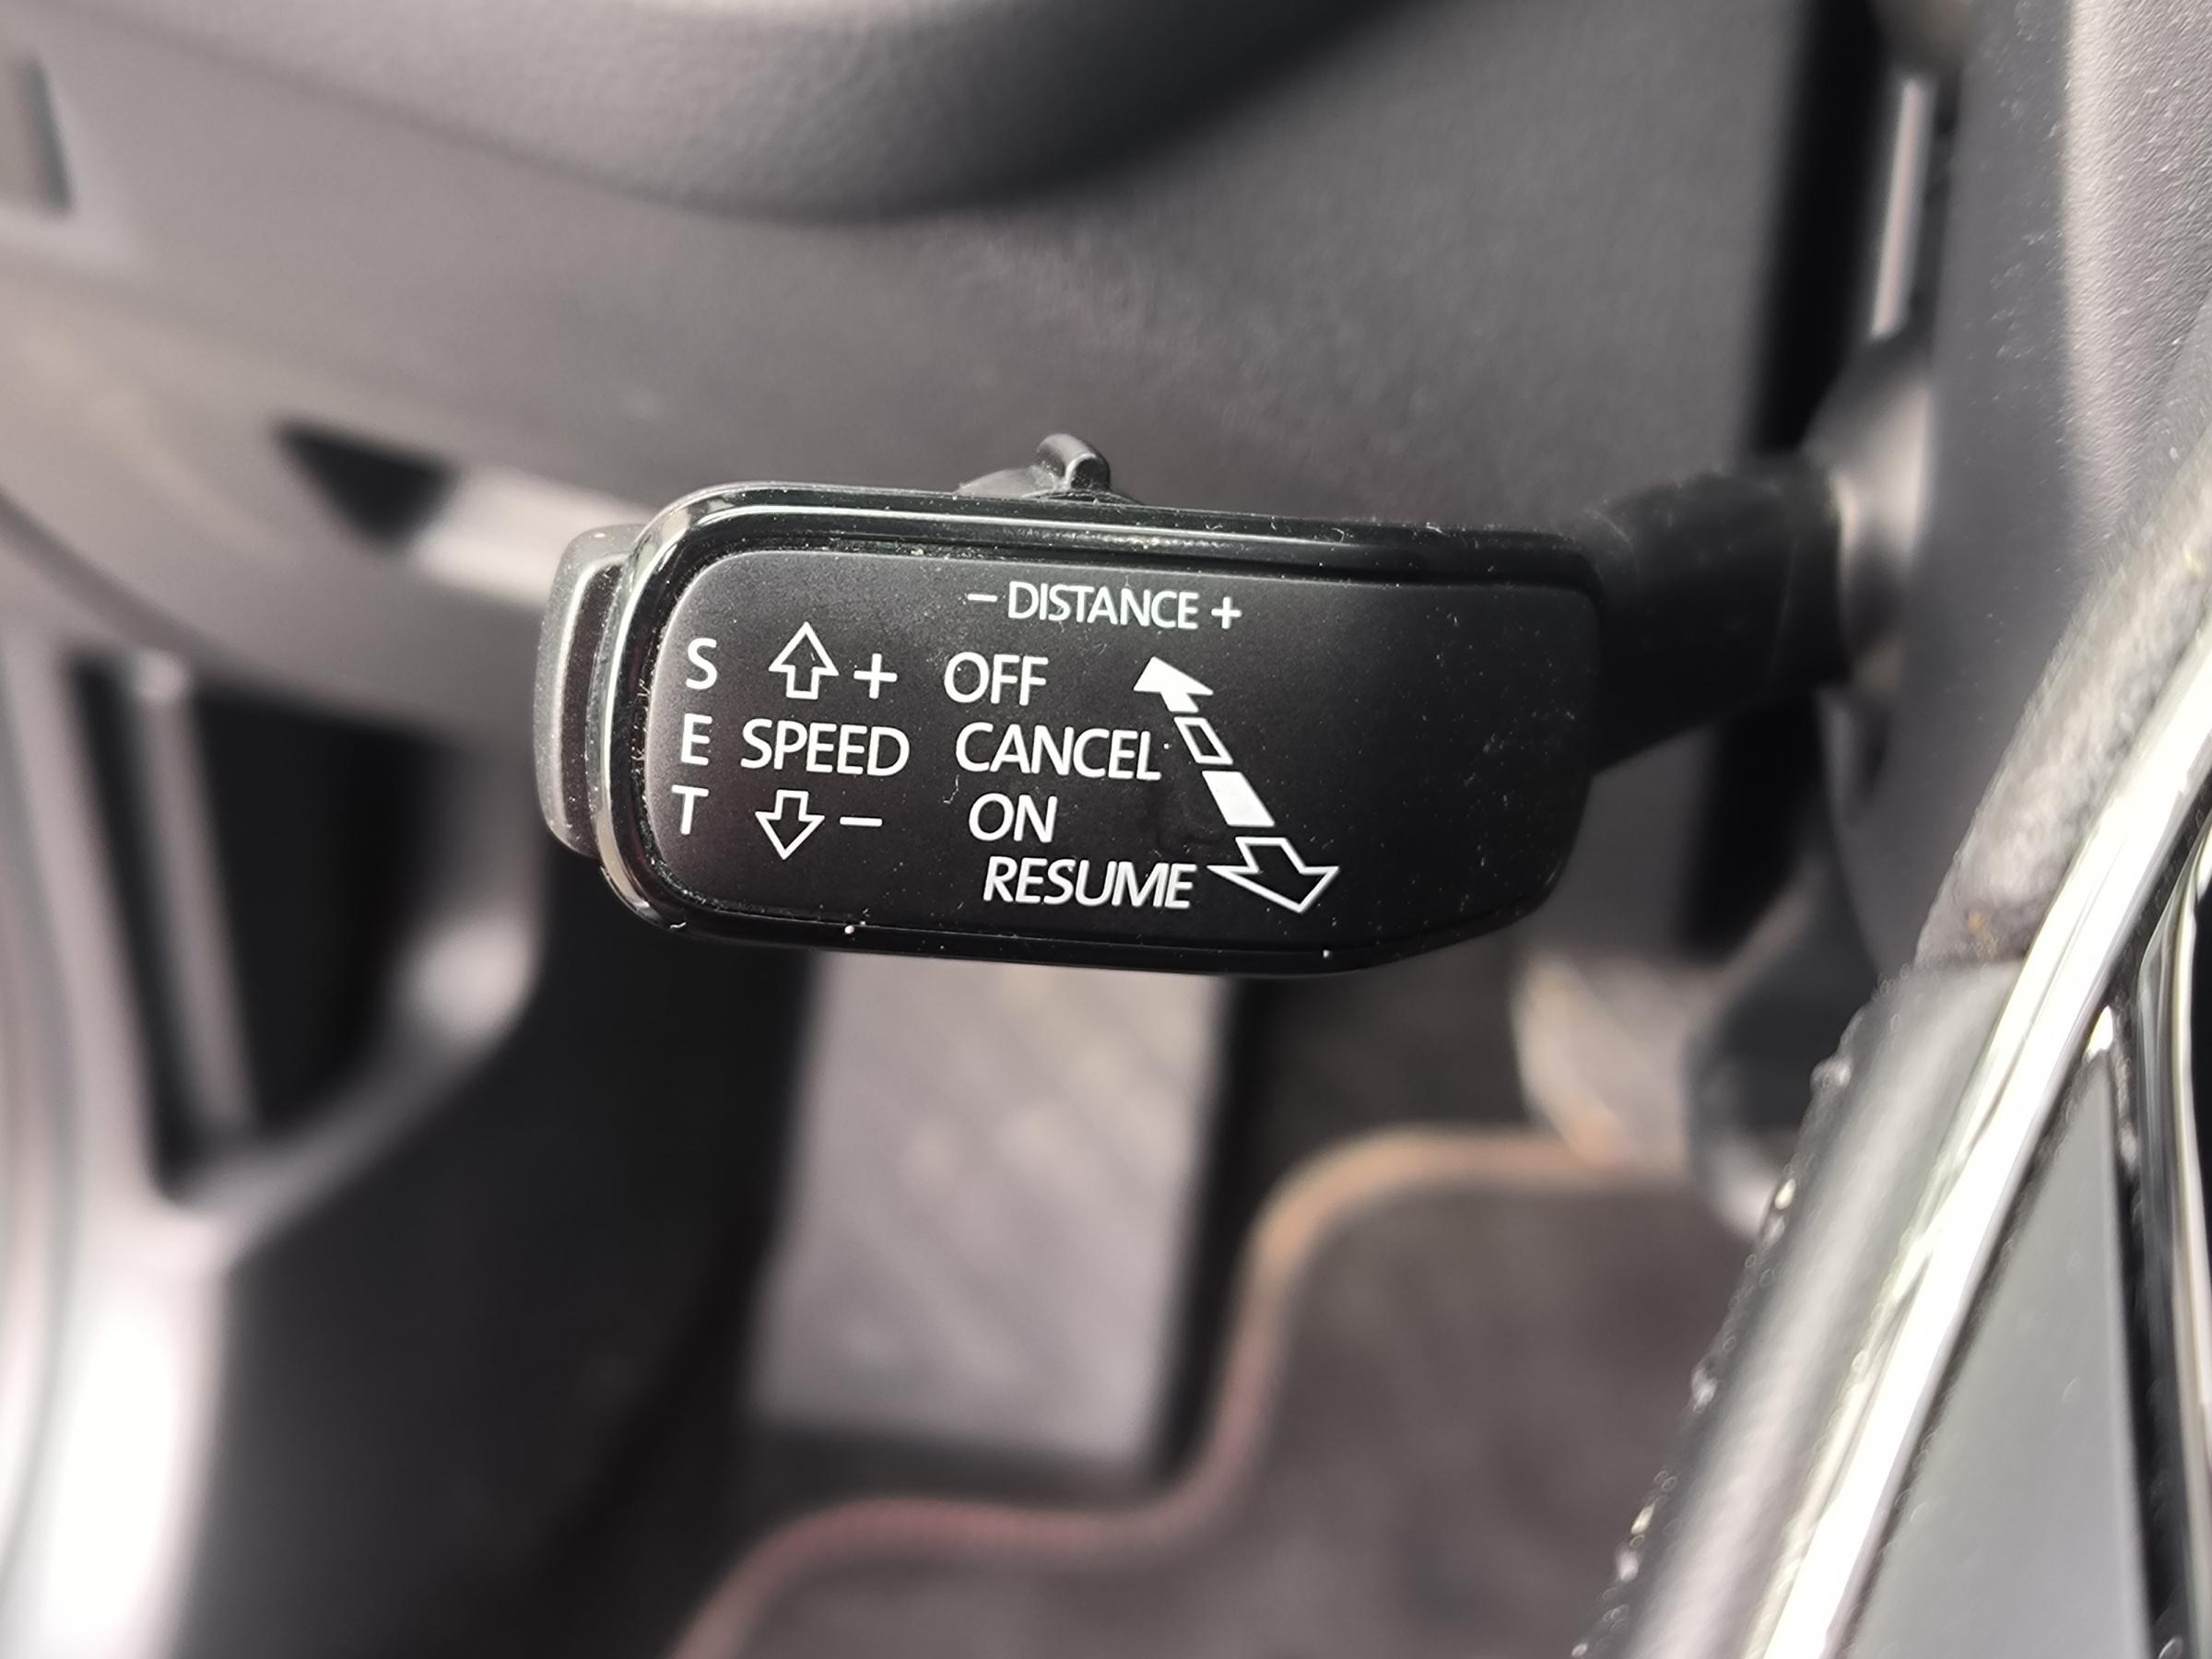 − DISTANCE +
S + OFF
E SPEED CANCEL
T − ON
RESUME